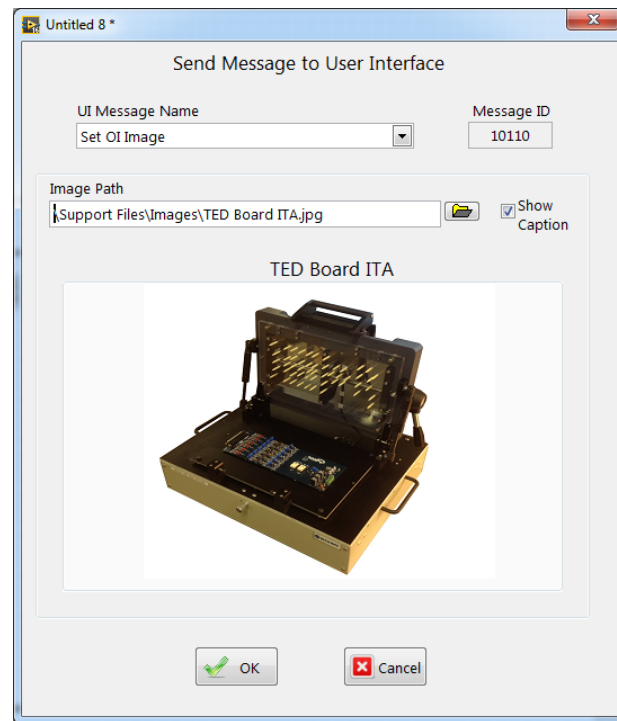 Untitled 8 *
Send Message to User Interface
UI Message Name
Message ID
Set OI Image
10110
Image Path
\Support Files\Images\TED Board ITA.jpg
Show
Caption
TED Board ITA
OK
Cancel